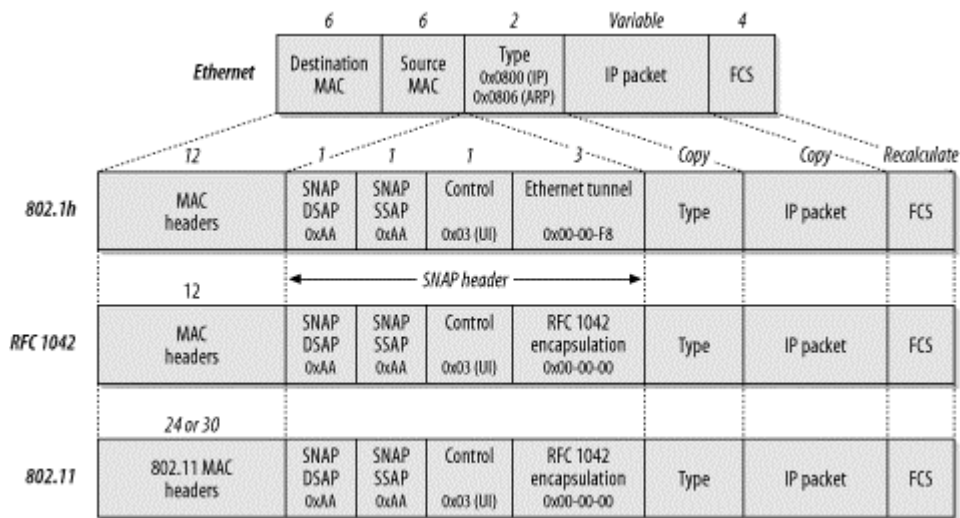 6 6 2 Variable 4
Ethernet
Destination
MAC
Source
MAC
Type
0x0800 (IP)
0x0806 (ARP)
IP packet
FCS
12 1 1 1 3 Copy Copy Recalculate
802.1h
MAC
headers
SNAP
DSAP
0xAA
SNAP
SSAP
0xAA
Control
0x03 (UI)
Ethernet tunnel
0x00-00-F8
Type
IP packet
FCS
SNAP header
12
RFC 1042
MAC
headers
SNAP
DSAP
0xAA
SNAP
SSAP
0xAA
Control
0x03 (UI)
RFC 1042
encapsulation
0x00-00-00
Type
IP packet
FCS
24 or 30
802.11
802.11 MAC
headers
SNAP
DSAP
0xAA
SNAP
SSAP
0xAA
Control
0x03 (UI)
RFC 1042
encapsulation
0x00-00-00
Type
IP packet
FCS